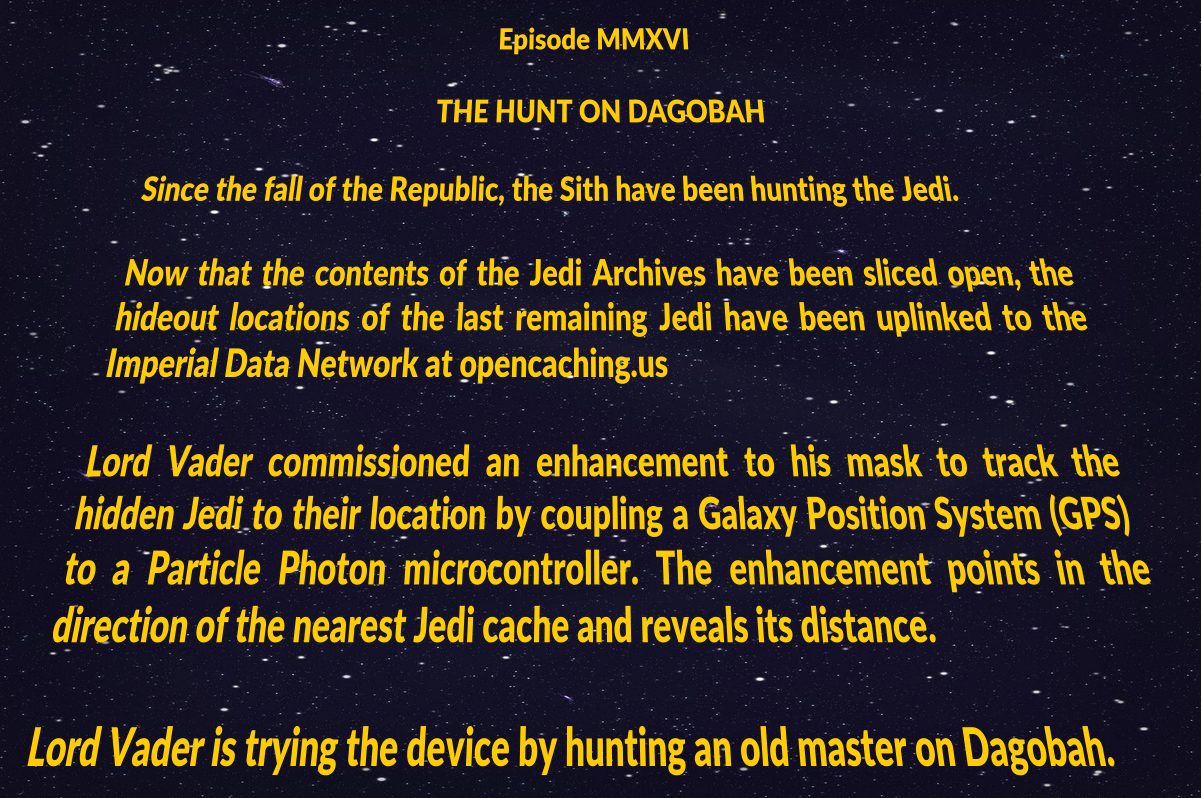 Episode MMXVI
THE HUNT ON DAGOBAH
Since the fall of the Republic, the Sith have been hunting the Jedi.
Now that the contents of the Jedi Archives have been sliced open, the
hideout locations of the last remaining Jedi have been uplinked to the
Imperial Data Network at opencaching.us
Lord Vader commissioned an enhancement to his mask to track the
hidden Jedi to their location by coupling a Galaxy Position System (GPS)
to a Particle Photon microcontroller. The enhancement points in the
direction of the nearest Jedi cache and reveals its distance.
Lord Vader is trying the device by hunting an old master on Dagobah.